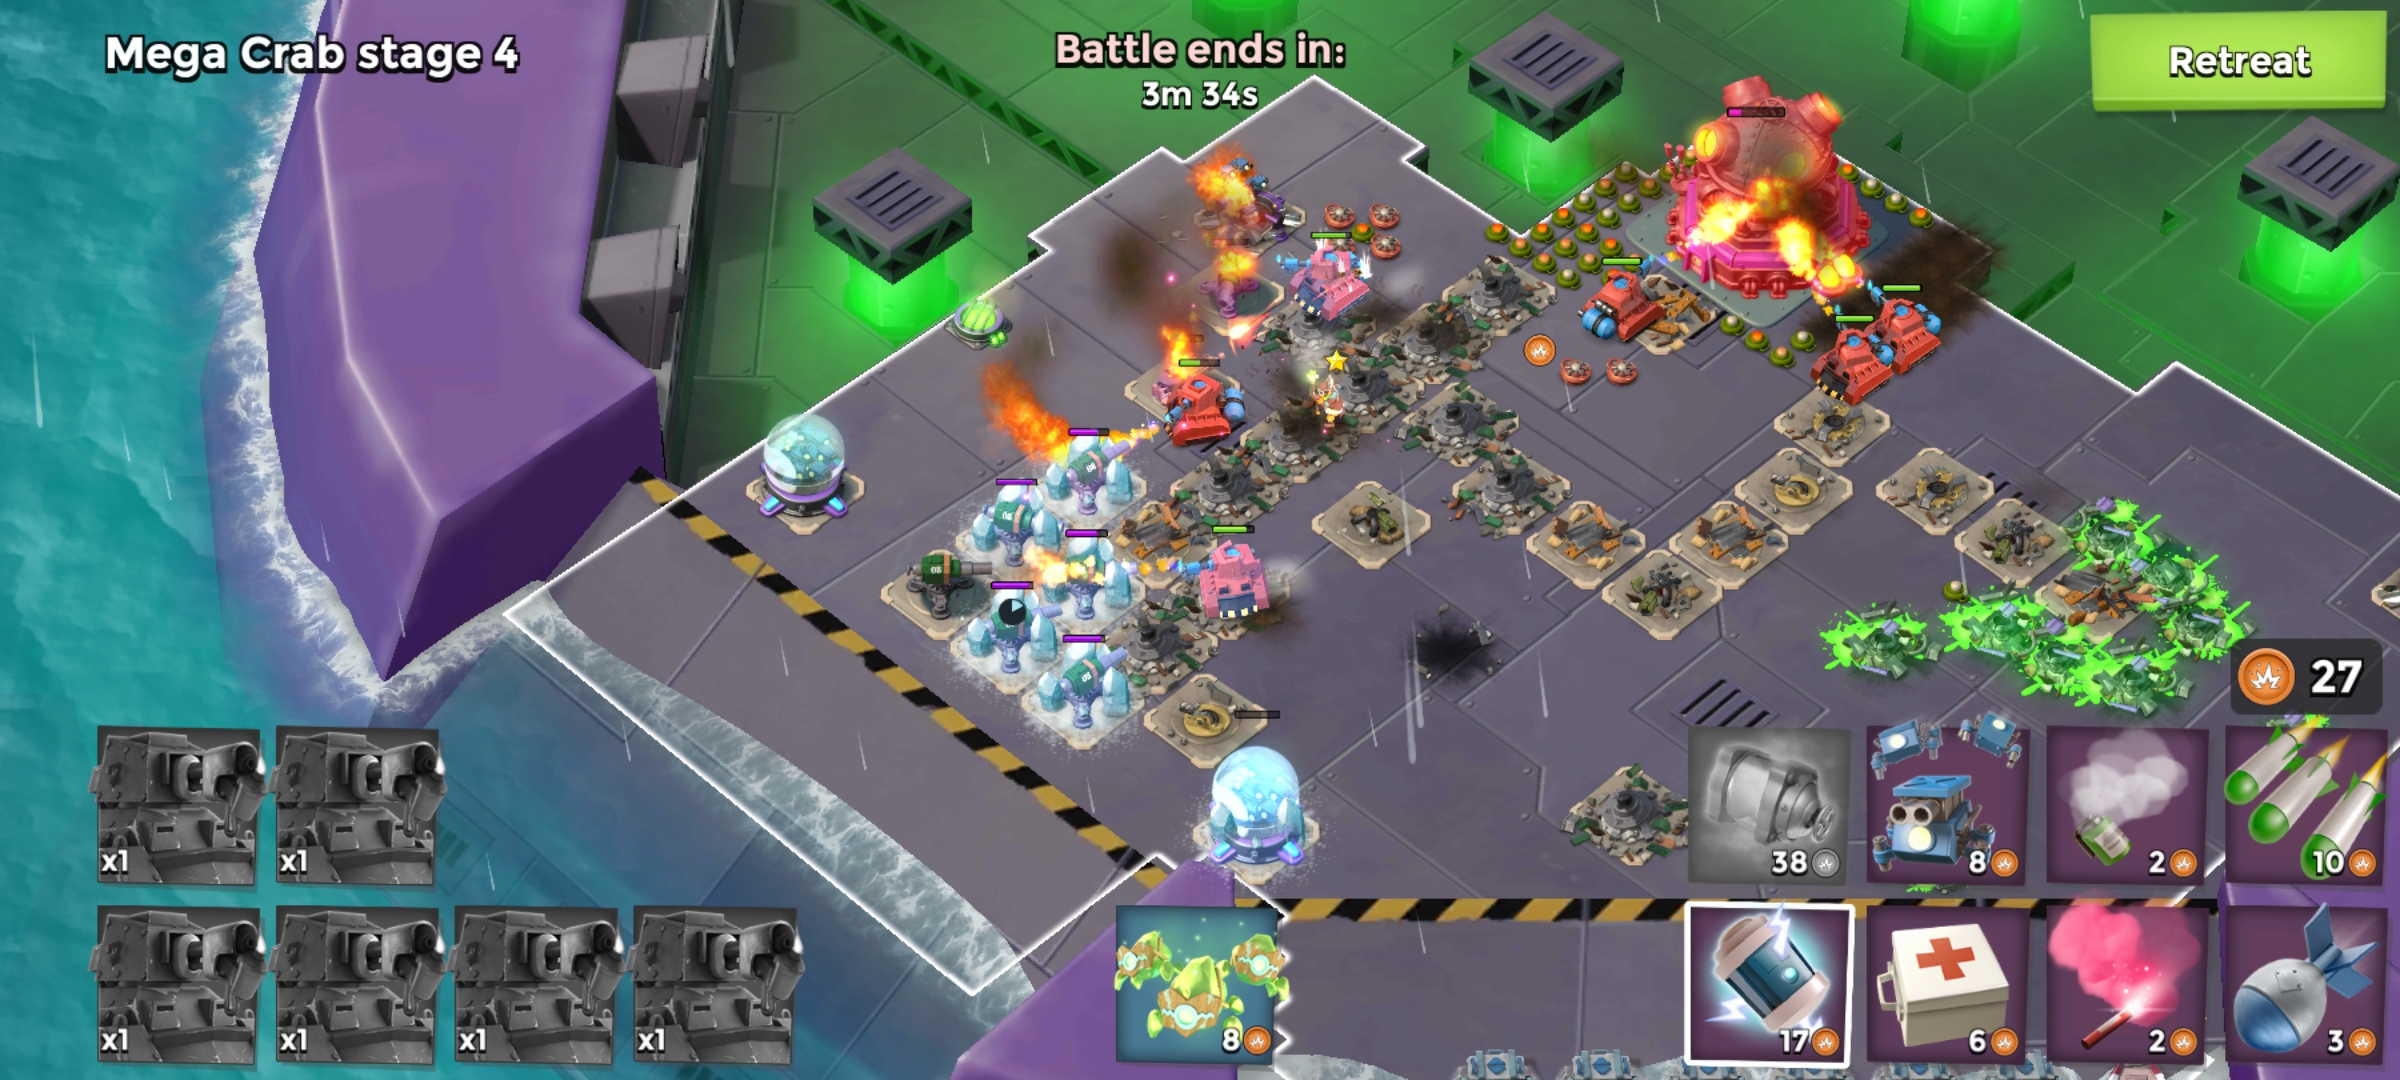 Mega Crab stage 4
Battle ends in:
3m 34s
Retreat
27
x1
x1
38
8
2
10
x1
x1
x1
x1
8
17
6
2
3